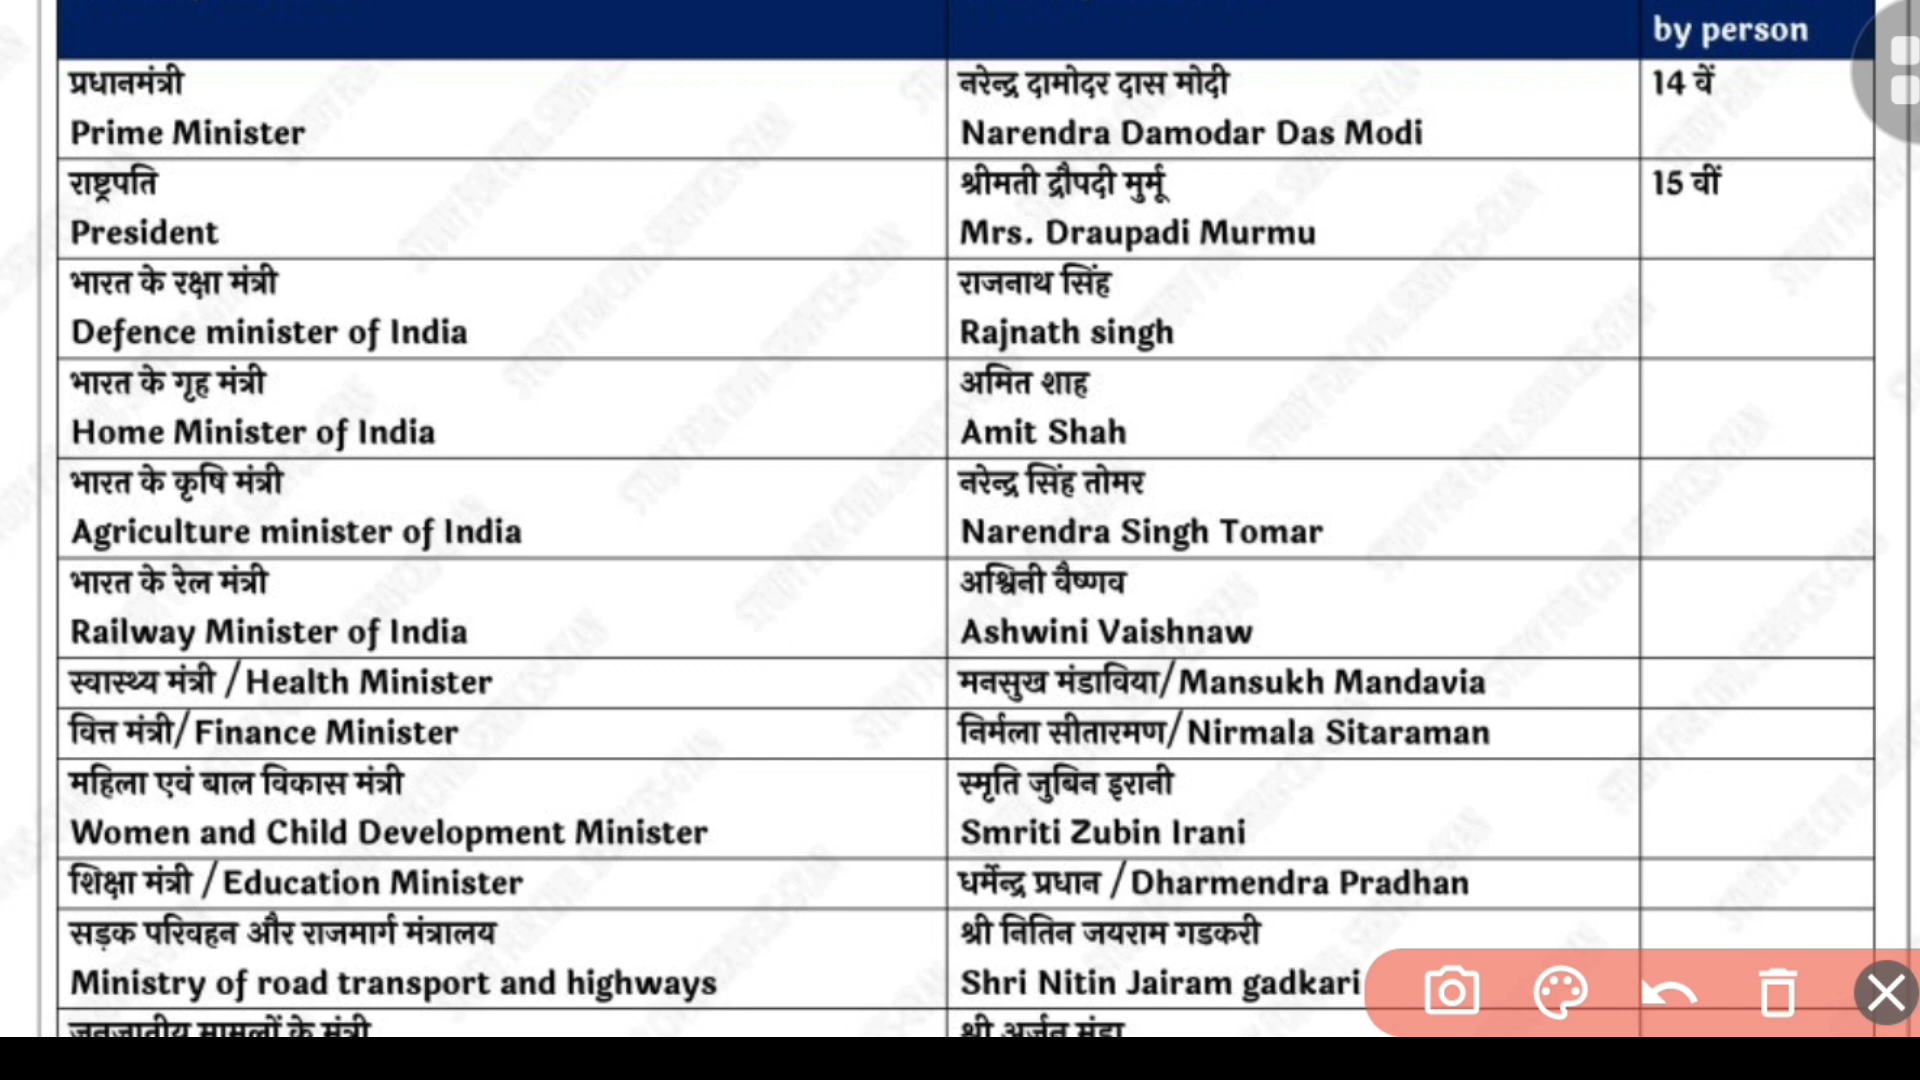 by person
प्रधानमंत्री
Prime Minister
नरेन्द्र दामोदर दास मोदी
Narendra Damodar Das Modi
14 वें
राष्ट्रपति
President
श्रीमती द्रौपदी मुर्मू
Mrs. Draupadi Murmu
15 वीं
भारत के रक्षा मंत्री
Defence minister of India
राजनाथ सिंह
Rajnath singh
भारत के गृह मंत्री
Home Minister of India
अमित शाह
Amit Shah
भारत के कृषि मंत्री
Agriculture minister of India
नरेन्द्र सिंह तोमर
Narendra Singh Tomar
भारत के रेल मंत्री
Railway Minister of India
अश्विनी वैष्णव
Ashwini Vaishnaw
स्वास्थ्य मंत्री / Health Minister
मनसुख मंडाविया/ Mansukh Mandavia
वित्त मंत्री/ Finance Minister
निर्मला सीतारमण/ Nirmala Sitaraman
महिला एवं बाल विकास मंत्री
Women and Child Development Minister
स्मृति जुबिन इरानी
Smriti Zubin Irani
शिक्षा मंत्री / Education Minister
धर्मेन्द्र प्रधान / Dharmendra Pradhan
सड़क परिवहन और राजमार्ग मंत्रालय
Ministry of road transport and highways
श्री नितिन जयराम गडकरी
Shri Nitin Jairam gadkari
जनजातीय मामलों के मंत्री
श्री अर्जुन मुंडा